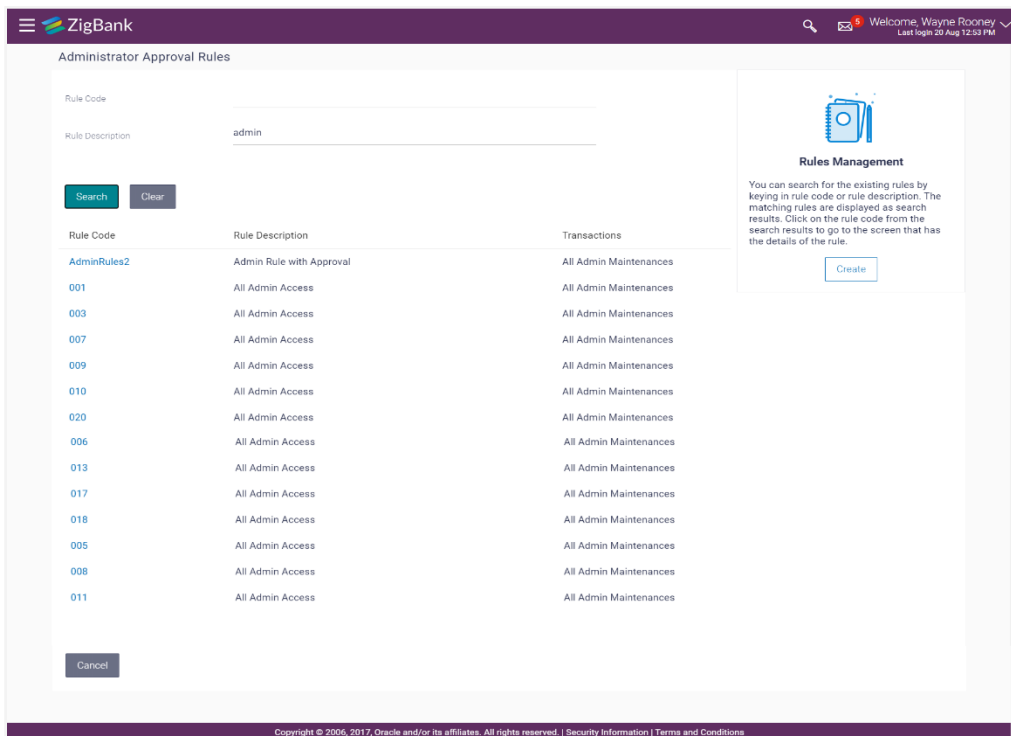 ZigBank
5
Welcome, Wayne Rooney
Last login 20 Aug 12:53 PM
Administrator Approval Rules
Rule Code
Rule Description admin
Search Clear
Rule Code Rule Description Transactions
AdminRules2 Admin Rule with Approval All Admin Maintenances
001 All Admin Access All Admin Maintenances
003 All Admin Access All Admin Maintenances
007 All Admin Access All Admin Maintenances
009 All Admin Access All Admin Maintenances
010 All Admin Access All Admin Maintenances
020 All Admin Access All Admin Maintenances
006 All Admin Access All Admin Maintenances
013 All Admin Access All Admin Maintenances
017 All Admin Access All Admin Maintenances
018 All Admin Access All Admin Maintenances
005 All Admin Access All Admin Maintenances
008 All Admin Access All Admin Maintenances
011 All Admin Access All Admin Maintenances
Cancel
Rules Management
You can search for the existing rules by
keying in rule code or rule description. The
matching rules are displayed as search
results. Click on the rule code from the
search results to go to the screen that has
the details of the rule.
Create
Copyright © 2006, 2017, Oracle and/or its affiliates. All rights reserved. | Security Information | Terms and Conditions